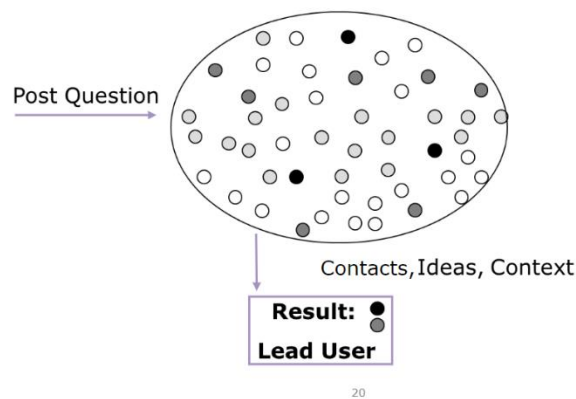 Post Question
Contacts, Ideas, Context
Result:
Lead User
20